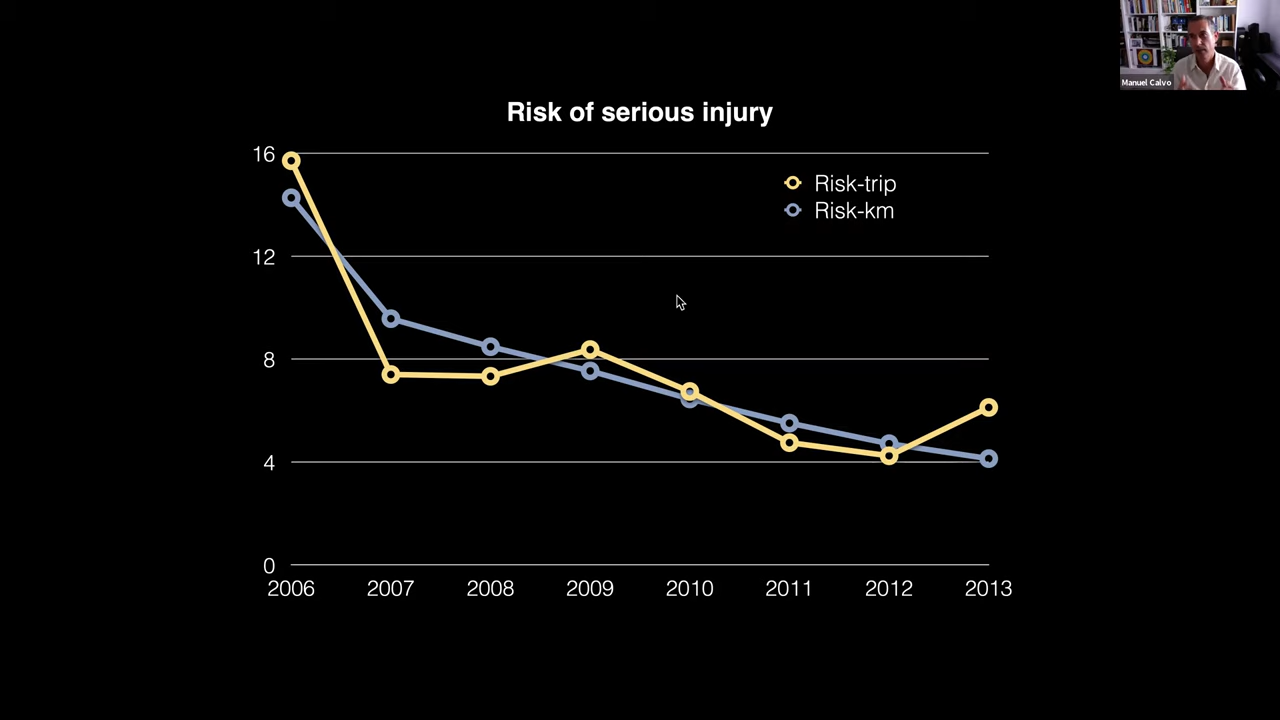 Manuel Calvo
Risk of serious injury
16
12
8
4
0
Risk-trip
Risk-km
2006 2007 2008 2009 2010 2011 2012 2013